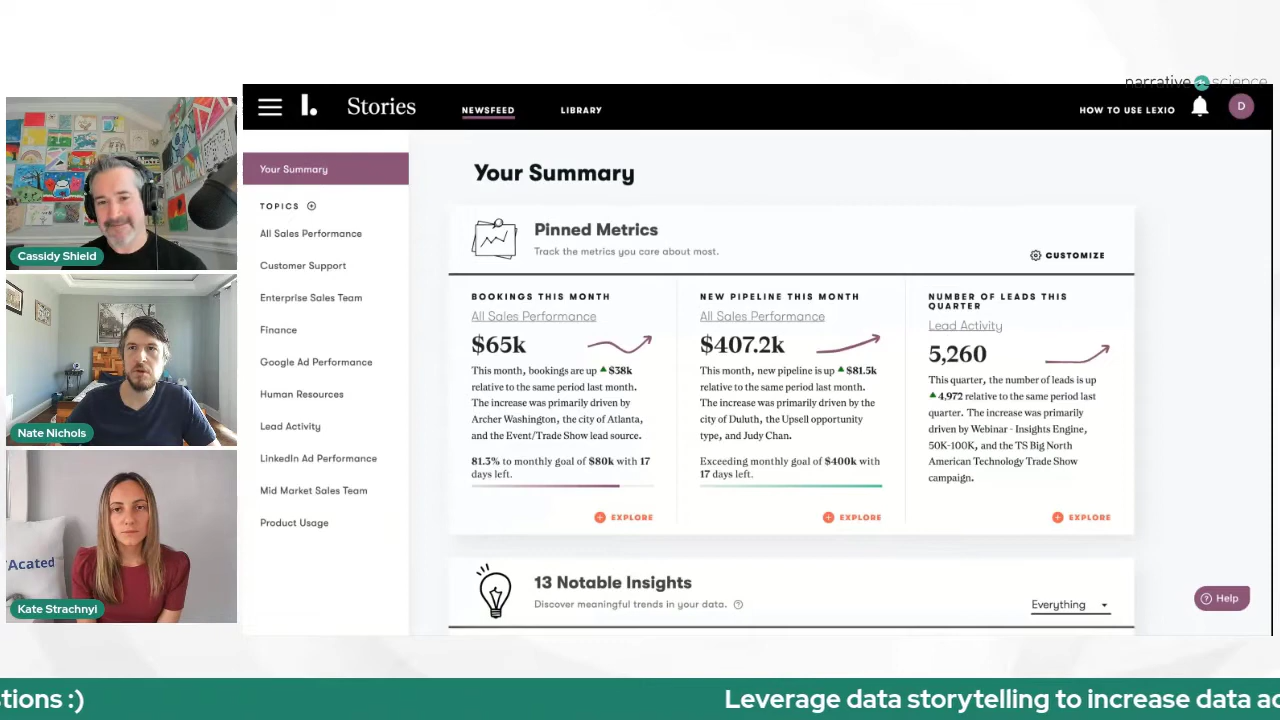 narrative science
Stories
NEWSFEED
LIBRARY
HOW TO USE LEXIO
D
Cassidy Shield
Nate Nichols
Acated
Kate Strachnyi
Your Summary
TOPICS
All Sales Performance
Customer Support
Enterprise Sales Team
Finance
Google Ad Performance
Human Resources
Lead Activity
LinkedIn Ad Performance
Mid Market Sales Team
Product Usage
Your Summary
Pinned Metrics
Track the metrics you care about most.
CUSTOMIZE
BOOKINGS THIS MONTH
All Sales Performance
$65k
This month, bookings are up $38k
relative to the same period last month.
The increase was primarily driven by
Archer Washington, the city of Atlanta,
and the Event/Trade Show lead source.
81.3% to monthly goal of $80k with 17
days left.
EXPLORE
NEW PIPELINE THIS MONTH
All Sales Performance
$407.2k
This month, new pipeline is up $81.5k
relative to the same period last month.
The increase was primarily driven by the
city of Duluth, the Upsell opportunity
type, and Judy Chan.
Exceeding monthly goal of $400k with
17 days left.
EXPLORE
NUMBER OF LEADS THIS
QUARTER
Lead Activity
5,260
This quarter, the number of leads is up
4,972 relative to the same period last
quarter. The increase was primarily
driven by Webinar - Insights Engine,
50K-100K, and the TS Big North
American Technology Trade Show
campaign.
EXPLORE
13 Notable Insights
Discover meaningful trends in your data.
Everything
Help
tions :)
Leverage data storytelling to increase data ad